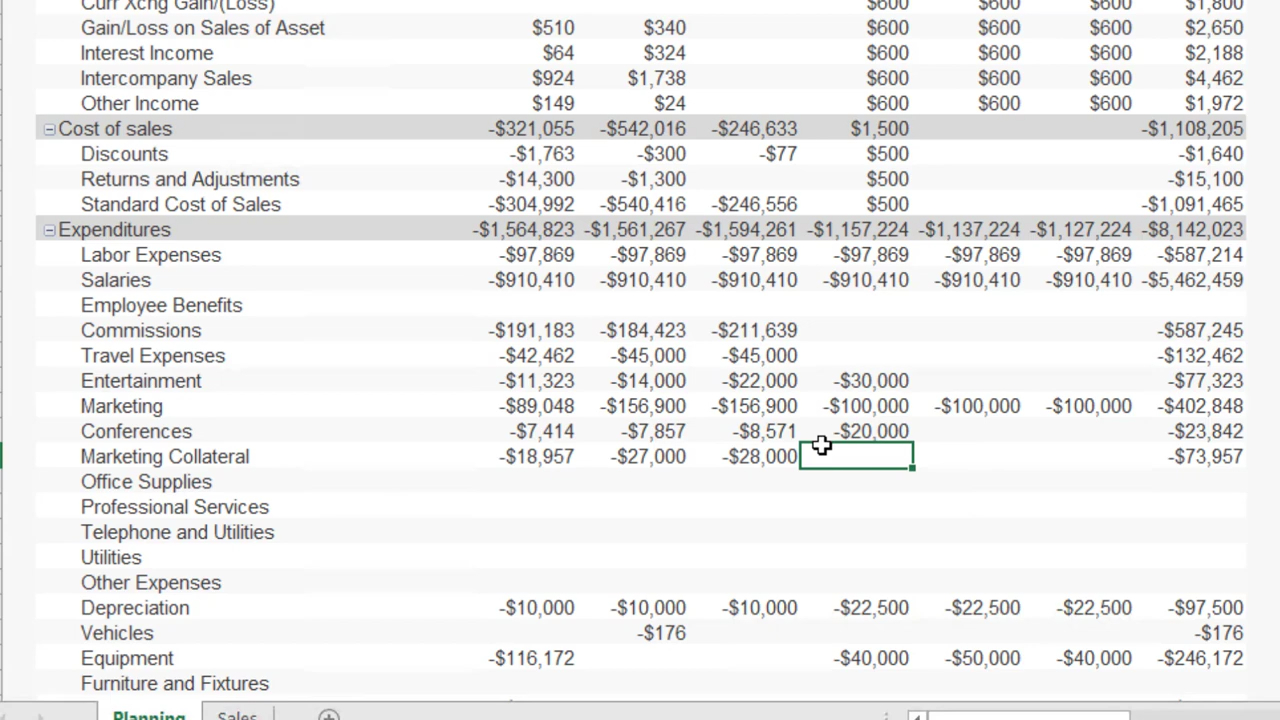 Curr Xchg Gain/(Loss) $600 $600 $600 $1,800
Gain/Loss on Sales of Asset $510 $340 $600 $600 $600 $2,650
Interest Income $64 $324 $600 $600 $600 $2,188
Intercompany Sales $924 $1,738 $600 $600 $600 $4,462
Other Income $149 $24 $600 $600 $600 $1,972
Cost of sales -$321,055 -$542,016 -$246,633 $1,500 -$1,108,205
Discounts -$1,763 -$300 -$77 $500 -$1,640
Returns and Adjustments -$14,300 -$1,300 $500 -$15,100
Standard Cost of Sales -$304,992 -$540,416 -$246,556 $500 -$1,091,465
Expenditures -$1,564,823 -$1,561,267 -$1,594,261 -$1,157,224 -$1,137,224 -$1,127,224 -$8,142,023
Labor Expenses -$97,869 -$97,869 -$97,869 -$97,869 -$97,869 -$97,869 -$587,214
Salaries -$910,410 -$910,410 -$910,410 -$910,410 -$910,410 -$910,410 -$5,462,459
Employee Benefits
Commissions -$191,183 -$184,423 -$211,639 -$587,245
Travel Expenses -$42,462 -$45,000 -$45,000 -$132,462
Entertainment -$11,323 -$14,000 -$22,000 -$30,000 -$77,323
Marketing -$89,048 -$156,900 -$156,900 -$100,000 -$100,000 -$100,000 -$402,848
Conferences -$7,414 -$7,857 -$8,571 -$20,000 -$23,842
Marketing Collateral -$18,957 -$27,000 -$28,000 -$73,957
Office Supplies
Professional Services
Telephone and Utilities
Utilities
Other Expenses
Depreciation -$10,000 -$10,000 -$10,000 -$22,500 -$22,500 -$22,500 -$97,500
Vehicles -$176 -$176
Equipment -$116,172 -$40,000 -$50,000 -$40,000 -$246,172
Furniture and Fixtures
Planning Sales